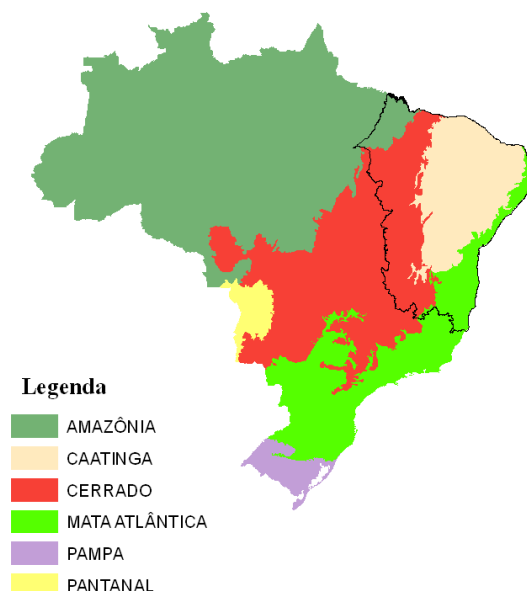 Legenda
AMAZÔNIA
CAATINGA
CERRADO
MATA ATLÂNTICA
PAMPA
PANTANAL